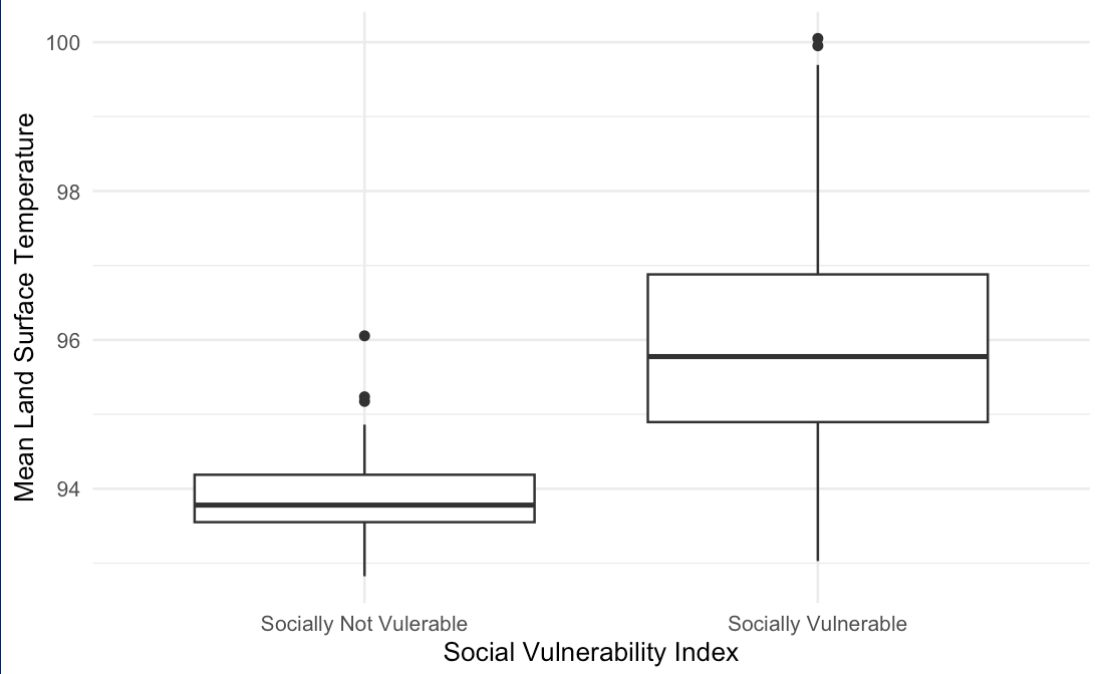 Mean Land Surface Temperature
100
98
96
94
Socially Not Vulerable
Socially Vulnerable
Social Vulnerability Index